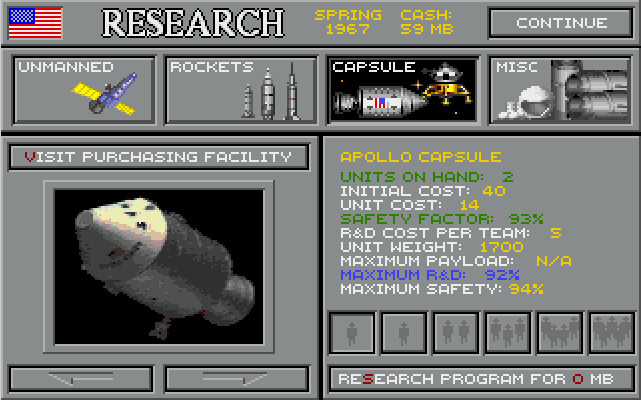 RESEARCH
SPRING 1967
CASH: 59 MB
CONTINUE
UNMANNED
ROCKETS
CAPSULE
MISC
VISIT PURCHASING FACILITY
APOLLO CAPSULE
UNITS ON HAND: 2
INITIAL COST: 40
UNIT COST: 14
SAFETY FACTOR: 93%
R&D COST PER TEAM: 5
UNIT WEIGHT: 1700
MAXIMUM PAYLOAD: N/A
MAXIMUM R&D: 92%
MAXIMUM SAFETY: 94%
RESEARCH PROGRAM FOR 0 MB